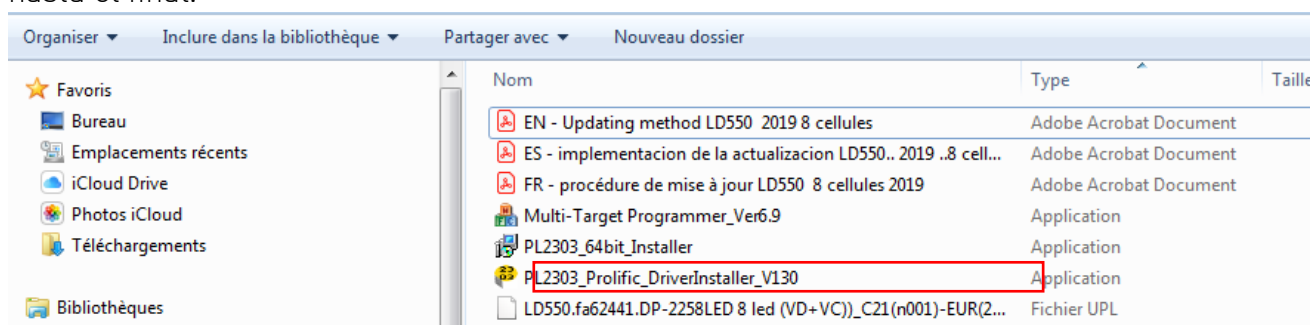 hasta el final.
Organiser Inclure dans la bibliothèque Partager avec Nouveau dossier
Favoris
Bureau
Emplacements récents
iCloud Drive
Photos iCloud
Téléchargements
Bibliothèques
Nom Type Taille
EN - Updating method LD550 2019 8 cellules Adobe Acrobat Document
ES - implementacion de la actualizacion LD550.. 2019 ..8 cell... Adobe Acrobat Document
FR - procédure de mise à jour LD550 8 cellules 2019 Adobe Acrobat Document
Multi-Target Programmer_Ver6.9 Application
PL2303_64bit_Installer Application
PL2303_Prolific_DriverInstaller_V130 Application
LD550.fa62441.DP-2258LED 8 led (VD+VC))_C21(n001)-EUR(2... Fichier UPL